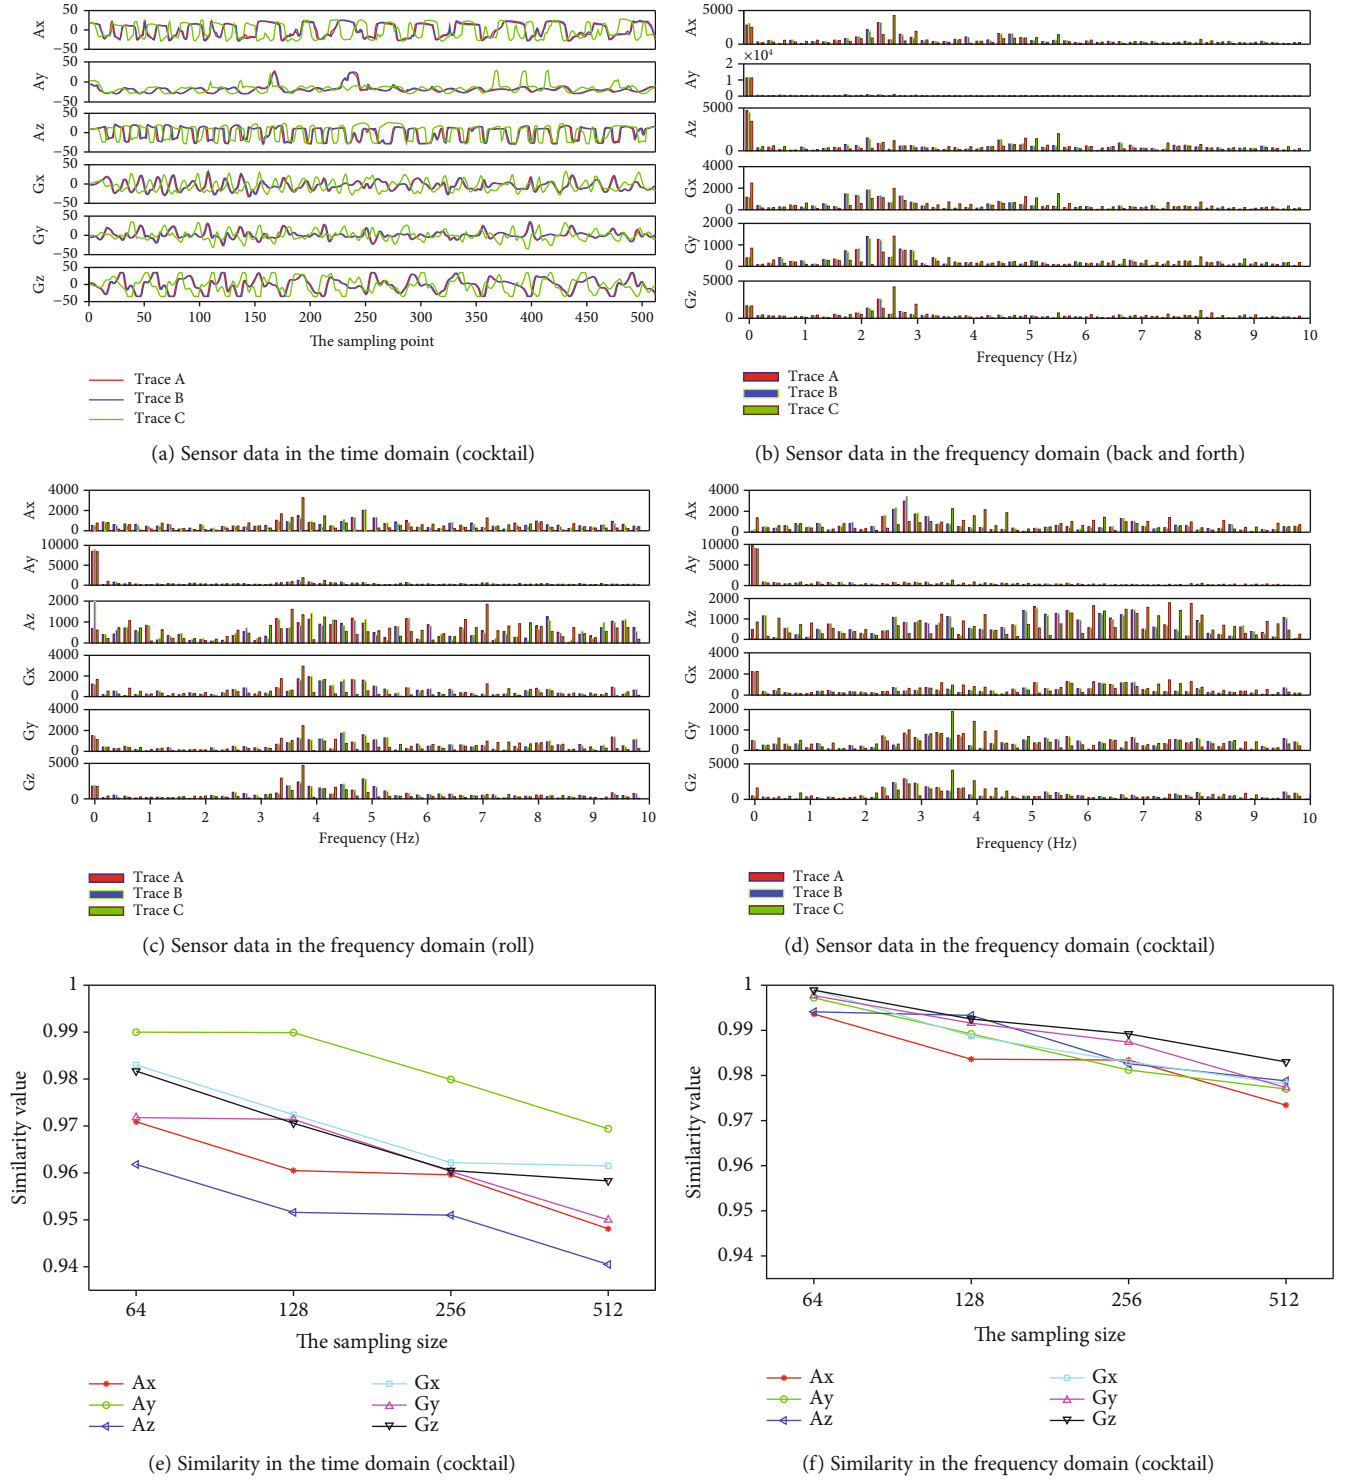 Ax
50
0
−50
Ay
50
0
−50
Az
50
0
−50
Gx
50
0
−50
Gy
50
0
−50
Gz
50
0
−50
0 50 100 150 200 250 300 350 400 450 500
The sampling point
Trace A
Trace B
Trace C
(a) Sensor data in the time domain (cocktail)
Ax
5000
0
×10⁴
Ay
2
1
0
Az
5000
0
Gx
4000
2000
0
Gy
2000
1000
0
Gz
5000
0
0 1 2 3 4 5 6 7 8 9 10
Frequency (Hz)
Trace A
Trace B
Trace C
(b) Sensor data in the frequency domain (back and forth)
Ax
4000
2000
0
Ay
10000
5000
0
Az
2000
1000
0
Gx
4000
2000
0
Gy
4000
2000
0
Gz
5000
0
0 1 2 3 4 5 6 7 8 9 10
Frequency (Hz)
Trace A
Trace B
Trace C
(c) Sensor data in the frequency domain (roll)
Ax
4000
2000
0
Ay
10000
5000
0
Az
2000
1000
0
Gx
4000
2000
0
Gy
2000
1000
0
Gz
5000
0
0 1 2 3 4 5 6 7 8 9 10
Frequency (Hz)
Trace A
Trace B
Trace C
(d) Sensor data in the frequency domain (cocktail)
Similarity value
1
0.99
0.98
0.97
0.96
0.95
0.94
64 128 256 512
The sampling size
Ax
Ay
Az
Gx
Gy
Gz
(e) Similarity in the time domain (cocktail)
Similarity value
1
0.99
0.98
0.97
0.96
0.95
0.94
64 128 256 512
The sampling size
Ax
Ay
Az
Gx
Gy
Gz
(f) Similarity in the frequency domain (cocktail)